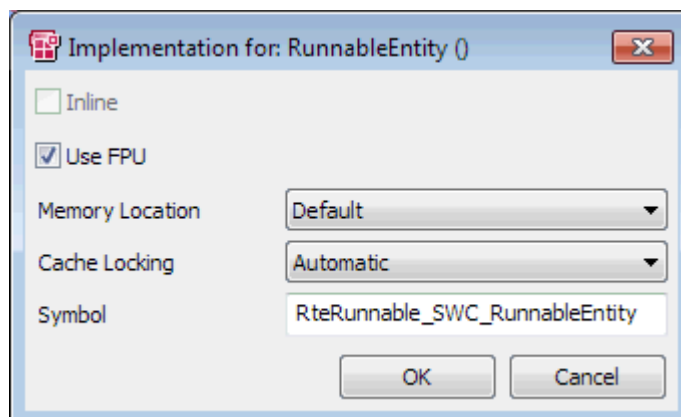 Implementation for: RunnableEntity ()
Inline
Use FPU
Memory Location Default
Cache Locking Automatic
Symbol RteRunnable_SWC_RunnableEntity
OK Cancel